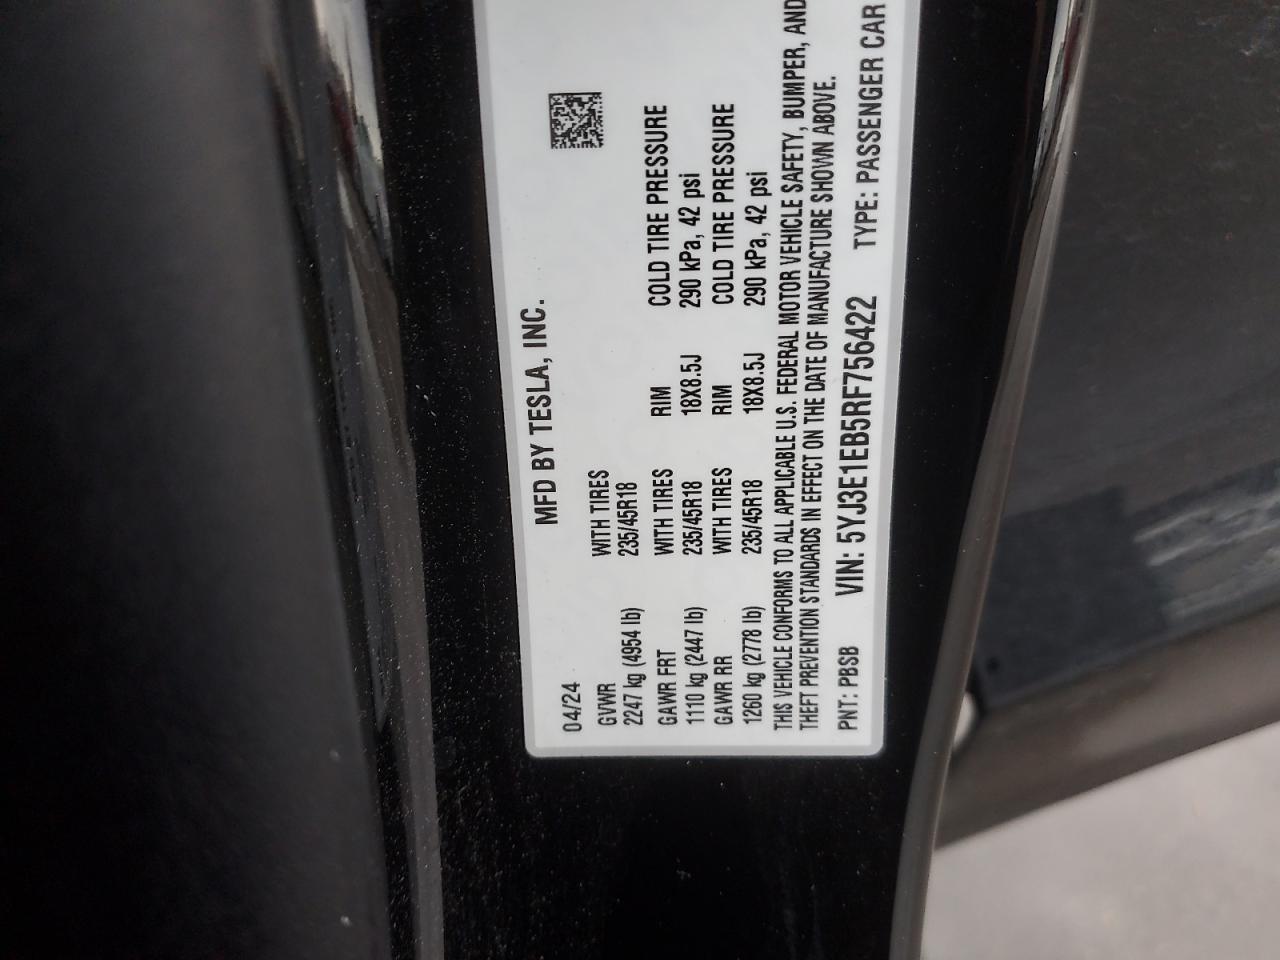 MFD BY TESLA, INC.
04/24
GVWR WITH TIRES
2247 kg (4954 lb) 235/45R18
GAWR FRT WITH TIRES RIM COLD TIRE PRESSURE
1110 kg (2447 lb) 235/45R18 18X8.5J 290 kPa, 42 psi
GAWR RR WITH TIRES RIM COLD TIRE PRESSURE
1260 kg (2778 lb) 235/45R18 18X8.5J 290 kPa, 42 psi
THIS VEHICLE CONFORMS TO ALL APPLICABLE U.S. FEDERAL MOTOR VEHICLE SAFETY, BUMPER, AND
THEFT PREVENTION STANDARDS IN EFFECT ON THE DATE OF MANUFACTURE SHOWN ABOVE.
PNT: PBSB VIN: 5YJ3E1EB5RF756422 TYPE: PASSENGER CAR